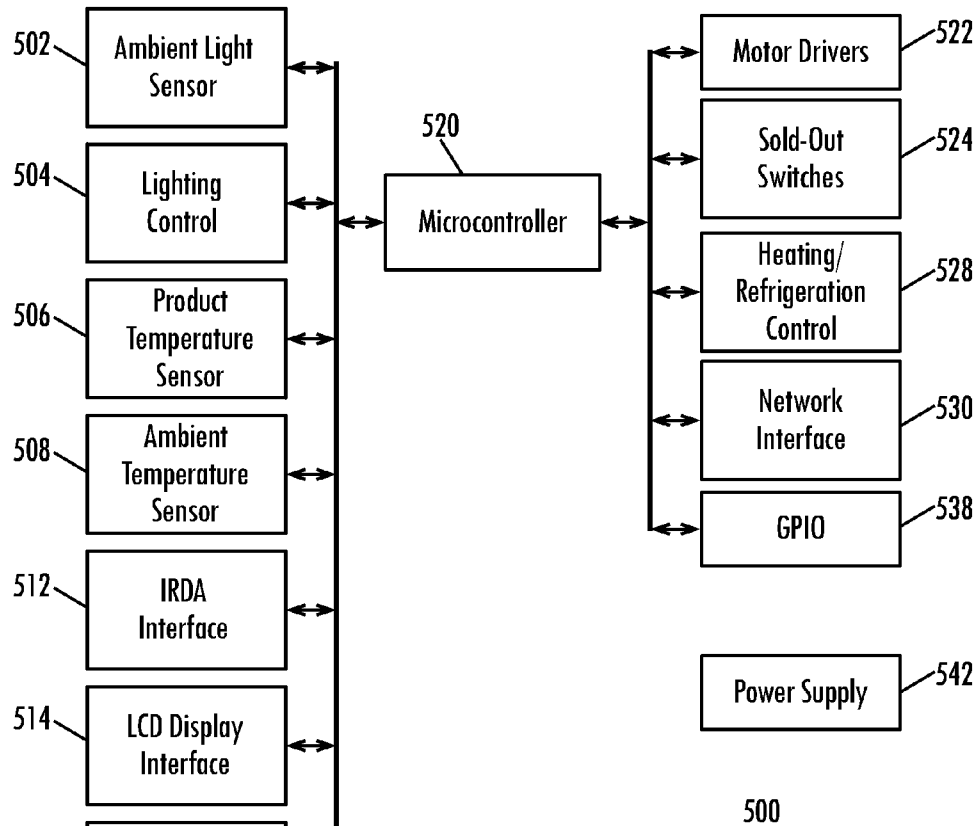 502
Ambient Light
Sensor
504
Lighting
Control
506
Product
Temperature
Sensor
508
Ambient
Temperature
Sensor
512
IRDA
Interface
514
LCD Display
Interface
520
Microcontroller
Motor Drivers
522
Sold-Out
Switches
524
Heating/
Refrigeration
Control
528
Network
Interface
530
GPIO
538
Power Supply
542
500